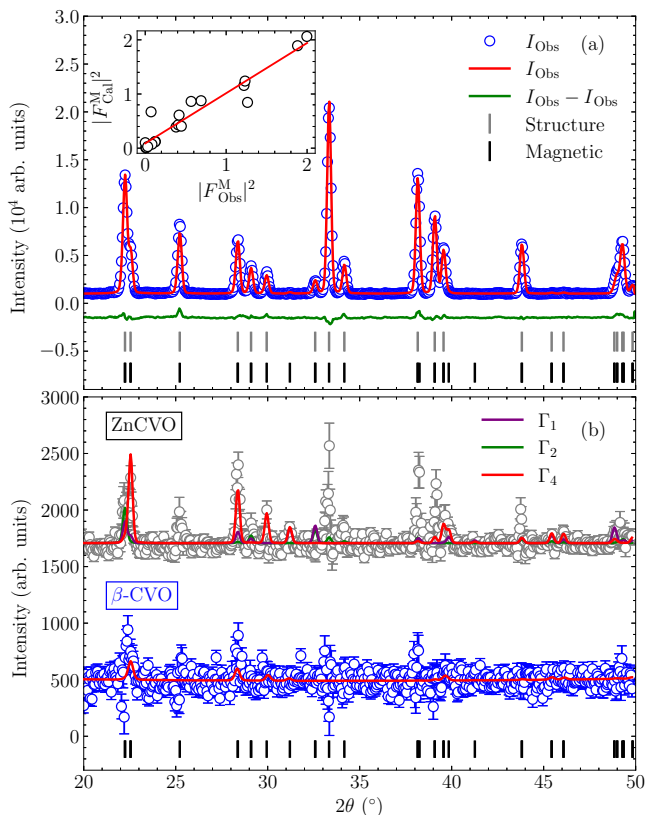 3.0
2.5
2.0
1.5
1.0
0.5
0.0
−0.5
Intensity (10⁴ arb. units)
2
1
0
|F^M_Cal|²
0 1 2
|F^M_Obs|²
I_Obs (a)
I_Obs
I_Obs − I_Obs
Structure
Magnetic
3000
2500
2000
1500
1000
500
0
Intensity (arb. units)
ZnCVO
Γ₁ (b)
Γ₂
Γ₄
β-CVO
20 25 30 35 40 45 50
2θ (°)